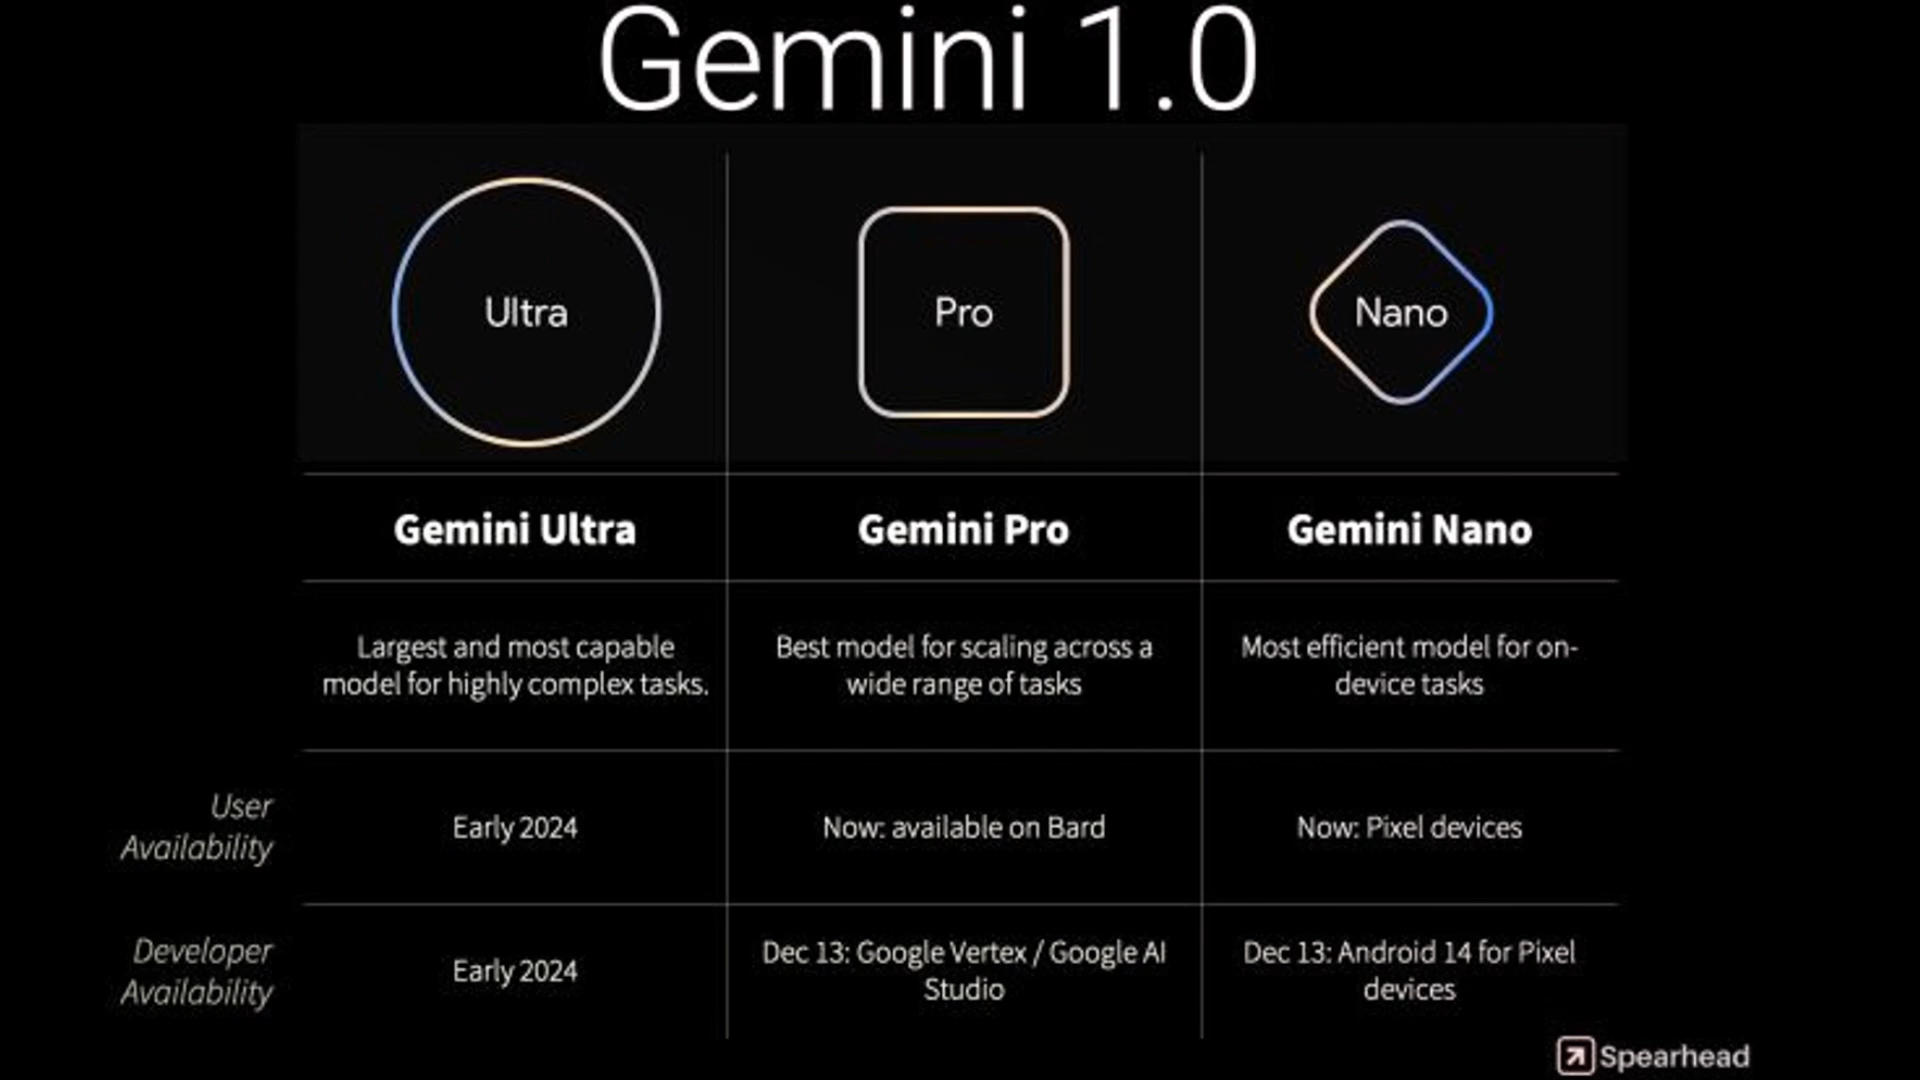 Gemini 1.0
Ultra
Pro
Nano
Gemini Ultra
Gemini Pro
Gemini Nano
Largest and most capable
model for highly complex tasks.
Best model for scaling across a
wide range of tasks
Most efficient model for on-
device tasks
User
Availability
Early 2024
Now: available on Bard
Now: Pixel devices
Developer
Availability
Early 2024
Dec 13: Google Vertex / Google AI
Studio
Dec 13: Android 14 for Pixel
devices
Spearhead